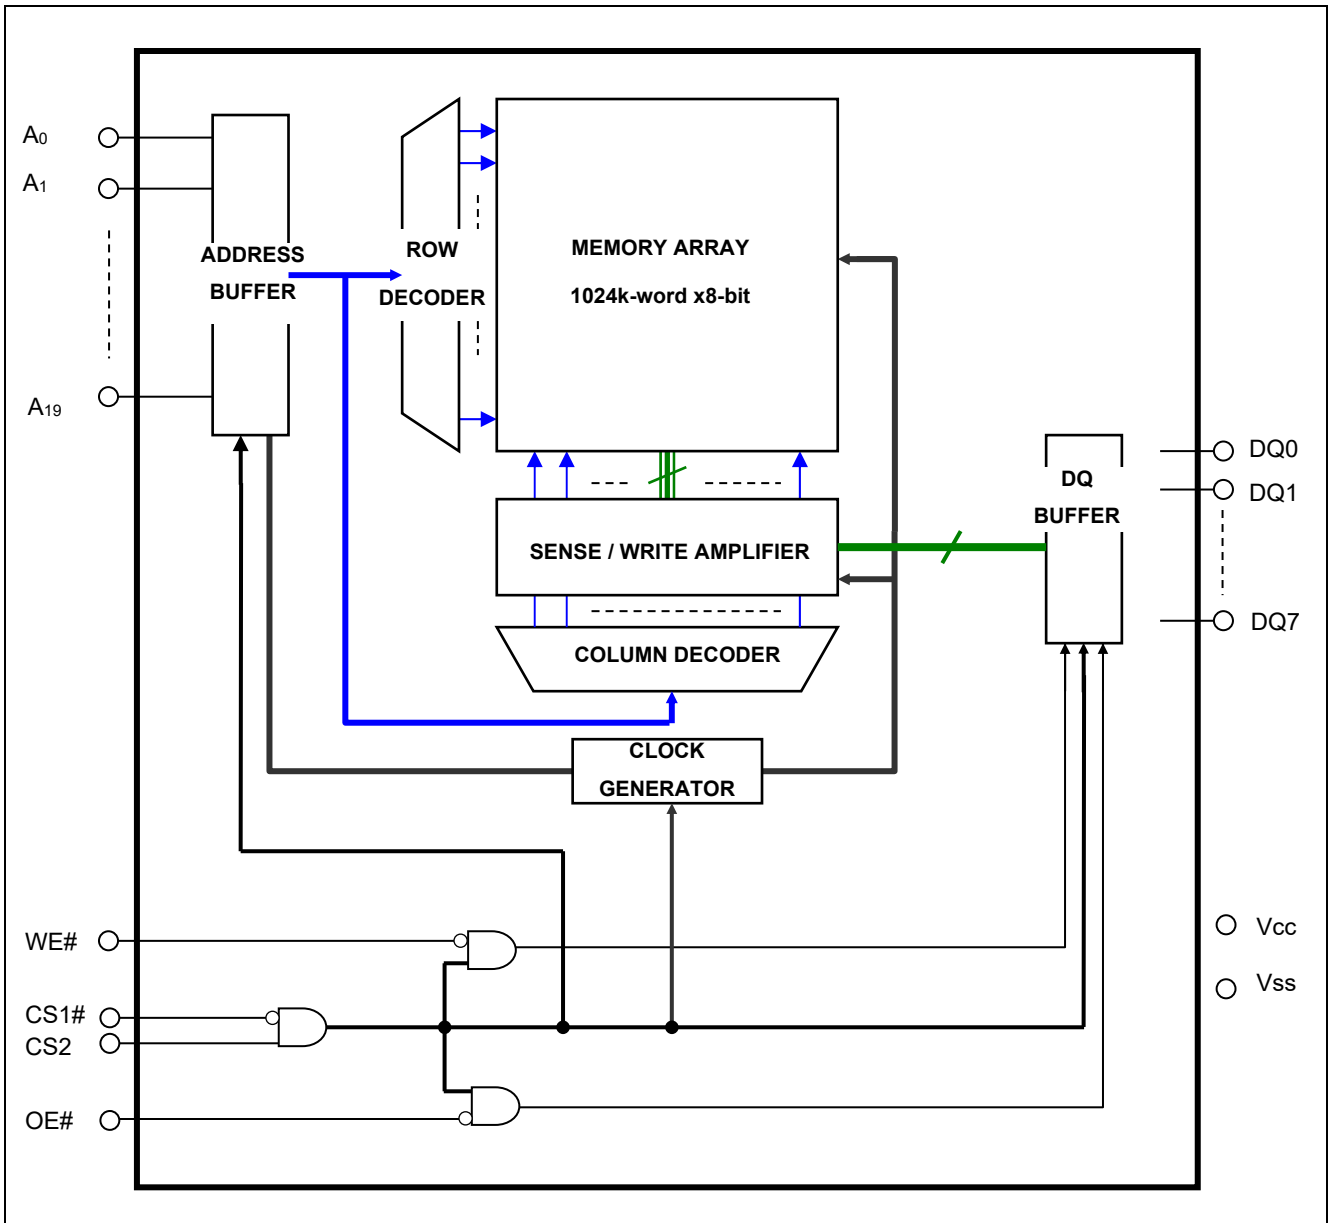 A0
A1
A19
ADDRESS
BUFFER
ROW
DECODER
MEMORY ARRAY
1024k-word x8-bit
SENSE / WRITE AMPLIFIER
COLUMN DECODER
CLOCK
GENERATOR
DQ
BUFFER
DQ0
DQ1
DQ7
WE#
CS1#
CS2
OE#
Vcc
Vss